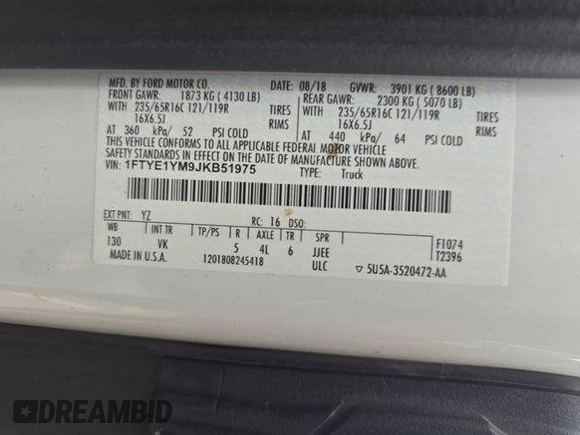 MFD. BY FORD MOTOR CO.
DATE: 08/18 GVWR: 3901 KG ( 8600 LB)
FRONT GAWR: 1873 KG ( 4130 LB)
REAR GAWR: 2300 KG ( 5070 LB)
WITH 235/65R16C 121/119R TIRES
WITH 235/65R16C 121/119R TIRES
16X6.5J RIMS
16X6.5J RIMS
AT 360 kPa/ 52 PSI COLD
AT 440 kPa/ 64 PSI COLD
THIS VEHICLE CONFORMS TO ALL APPLICABLE FEDERAL MOTOR VEHICLE
SAFETY STANDARDS IN EFFECT ON THE DATE OF MANUFACTURE SHOWN ABOVE.
VIN: 1FTYE1YM9JKB51975
TYPE: Truck
EXT PNT: YZ RC: 16 DSO:
WB INT TR TP/PS R AXLE TR SPR F1074
130 VK 5 4L 6 JJEE T2396
MADE IN U.S.A. 1201808245418 ULC ▽ 5U5A-3520472-AA
DREAMBID